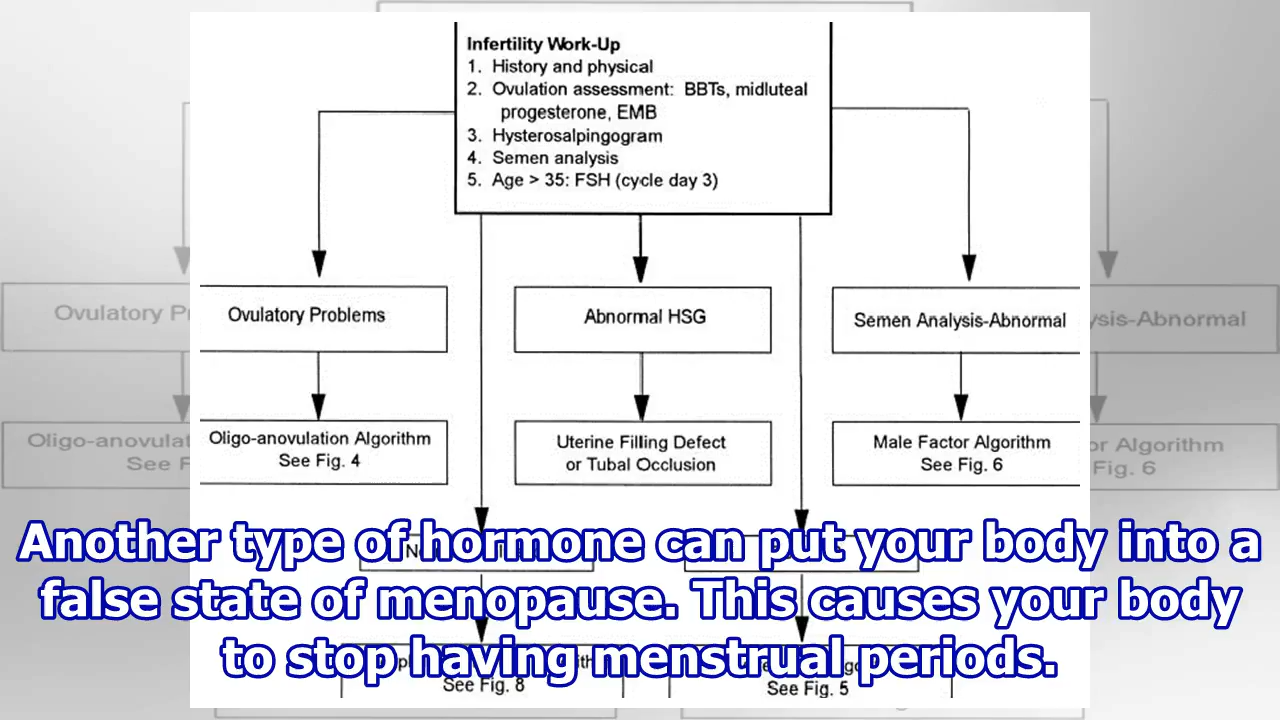 Infertility Work-Up
1. History and physical
2. Ovulation assessment: BBTs, midluteal
progesterone, EMB
3. Hysterosalpingogram
4. Semen analysis
5. Age > 35: FSH (cycle day 3)
Ovulatory Problems
Abnormal HSG
Semen Analysis-Abnormal
Oligo-anovulation Algorithm
See Fig. 4
Uterine Filling Defect
or Tubal Occlusion
Male Factor Algorithm
See Fig. 6
Another type of hormone can put your body into a
false state of menopause. This causes your body
to stop having menstrual periods.
See Fig. 8
See Fig. 5